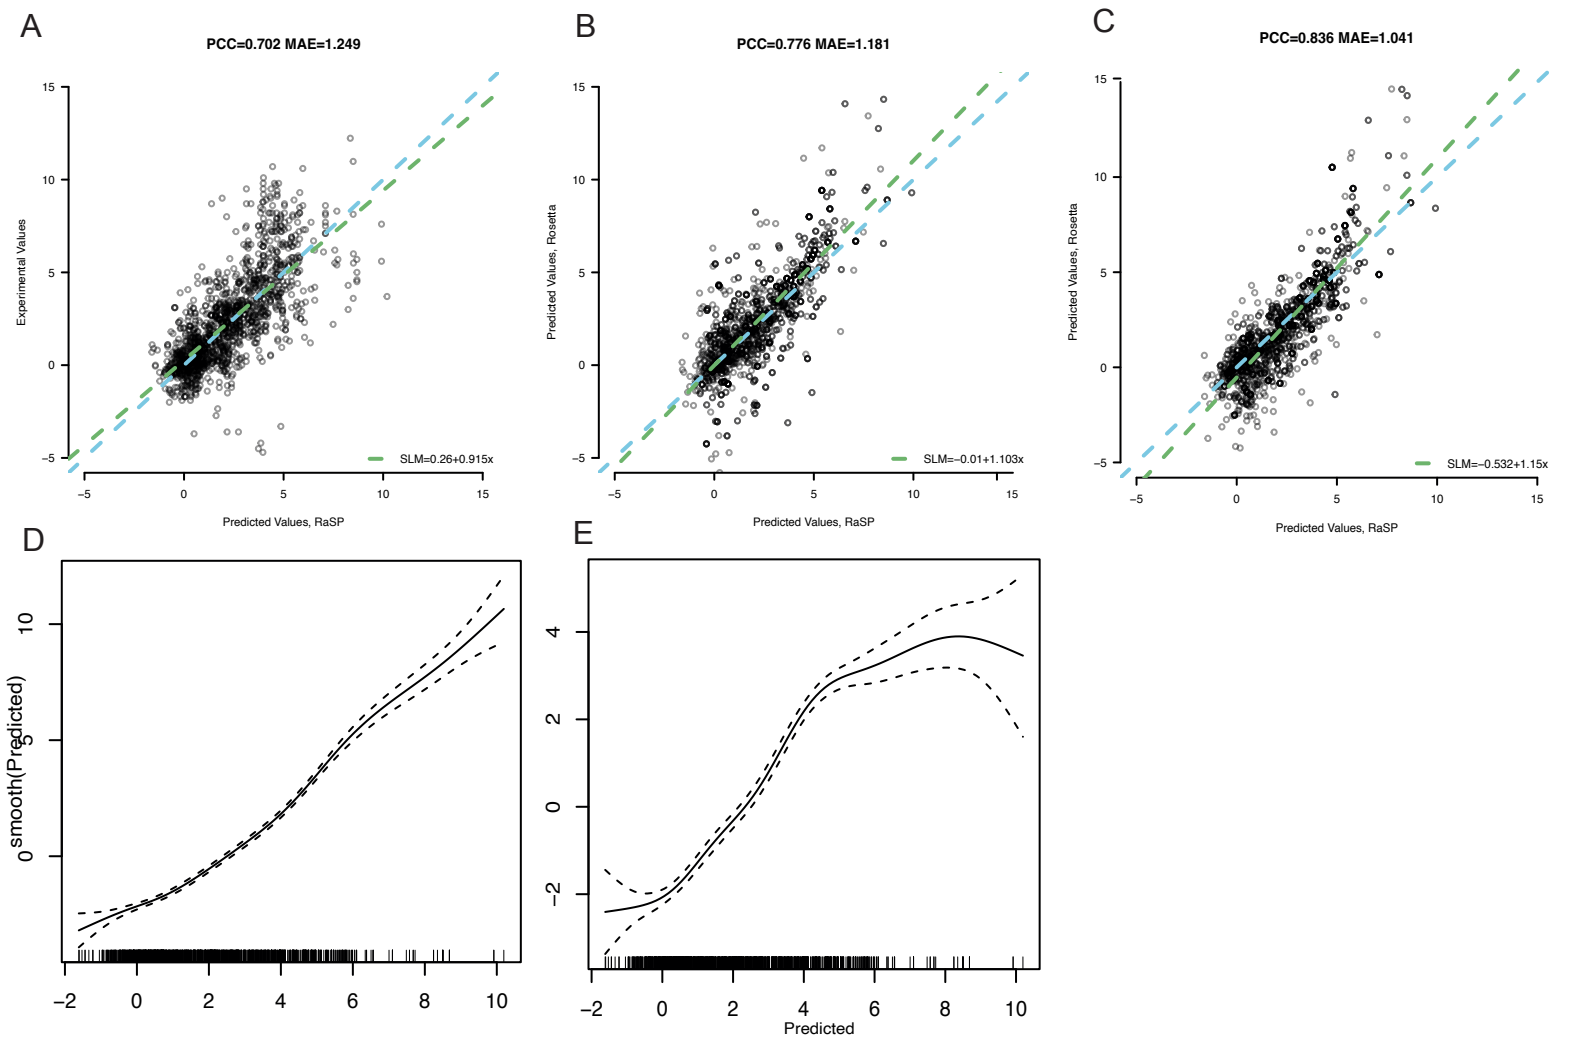 A
PCC=0.702 MAE=1.249
15
10
5
0
−5
Experimental Values
SLM=0.26+0.915x
−5 0 5 10 15
Predicted Values, RaSP
B
PCC=0.776 MAE=1.181
15
10
5
0
−5
Predicted Values, Rosetta
SLM=−0.01+1.103x
−5 0 5 10 15
Predicted Values, RaSP
C
PCC=0.836 MAE=1.041
15
10
5
0
−5
Predicted Values, Rosetta
SLM=−0.532+1.15x
−5 0 5 10 15
Predicted Values, RaSP
D
10
5
0
smooth(Predicted)
−2 0 2 4 6 8 10
E
4
2
0
−2
−2 0 2 4 6 8 10
Predicted